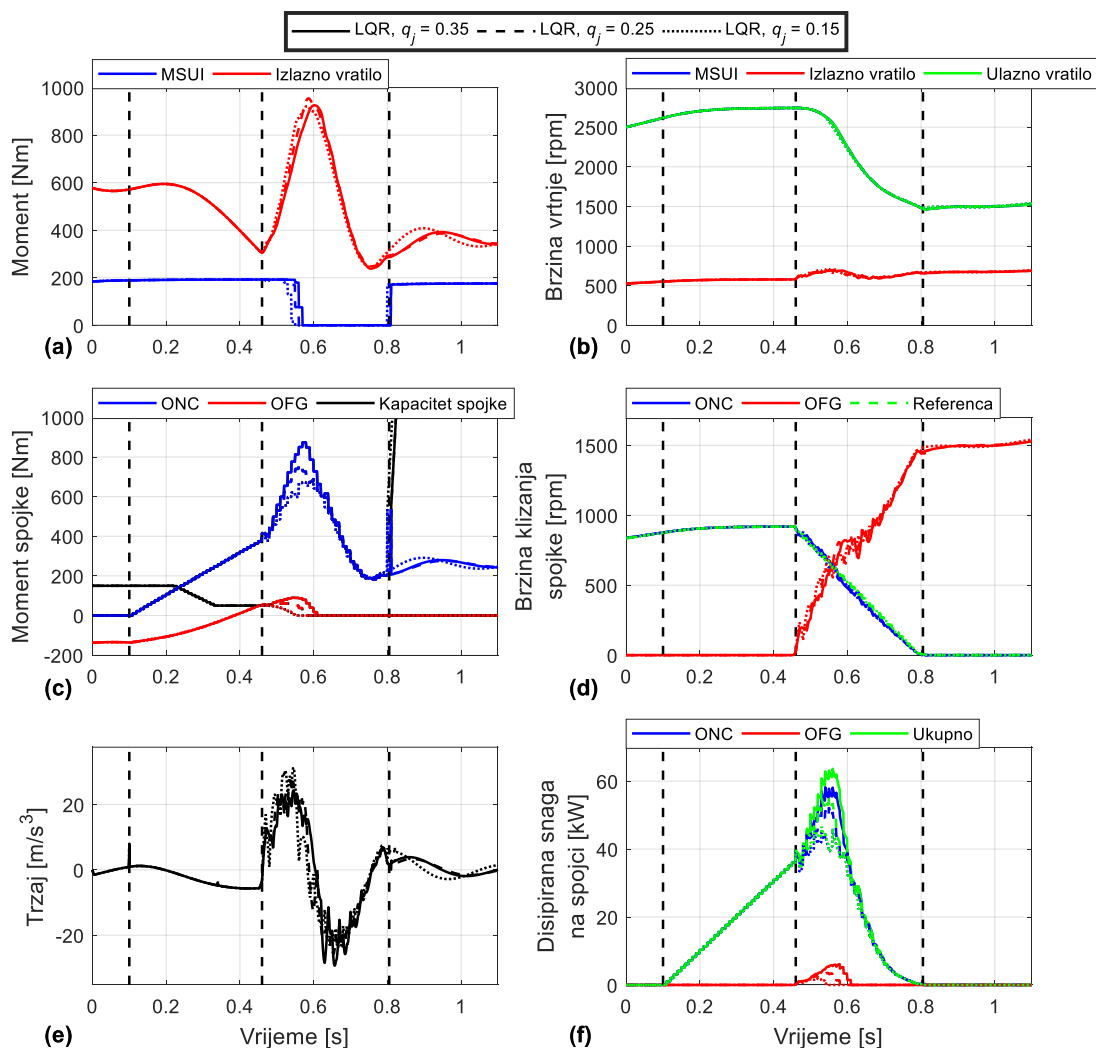 LQR, q_j = 0.35 LQR, q_j = 0.25 LQR, q_j = 0.15
MSUI Izlazno vratilo
Moment [Nm]
1000
800
600
400
200
0
0 0.2 0.4 0.6 0.8 1
(a)
MSUI Izlazno vratilo Ulazno vratilo
Brzina vrtnje [rpm]
3000
2500
2000
1500
1000
500
0
0 0.2 0.4 0.6 0.8 1
(b)
ONC OFG Kapacitet spojke
Moment spojke [Nm]
1000
800
600
400
200
0
-200
0 0.2 0.4 0.6 0.8 1
(c)
ONC OFG Referenca
Brzina klizanja
spojke [rpm]
1500
1000
500
0
0 0.2 0.4 0.6 0.8 1
(d)
Trzaj [m/s³]
20
0
-20
0 0.2 0.4 0.6 0.8 1
(e)
Vrijeme [s]
ONC OFG Ukupno
Disipirana snaga
na spojci [kW]
60
40
20
0
0 0.2 0.4 0.6 0.8 1
(f)
Vrijeme [s]